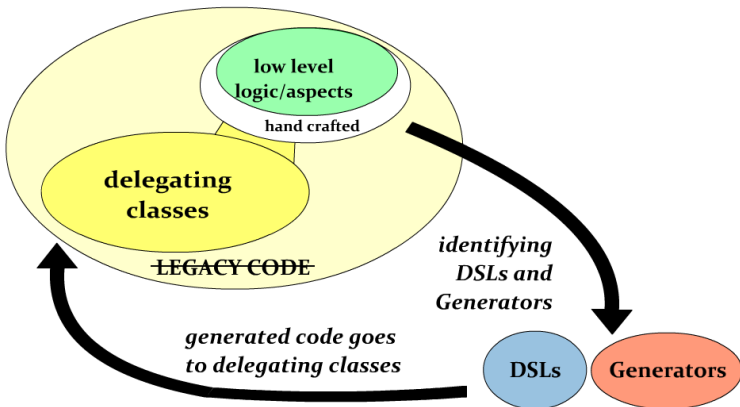 low level
logic/aspects
hand crafted
delegating
classes
LEGACY CODE
identifying
DSLs and
Generators
generated code goes
to delegating classes
DSLs
Generators